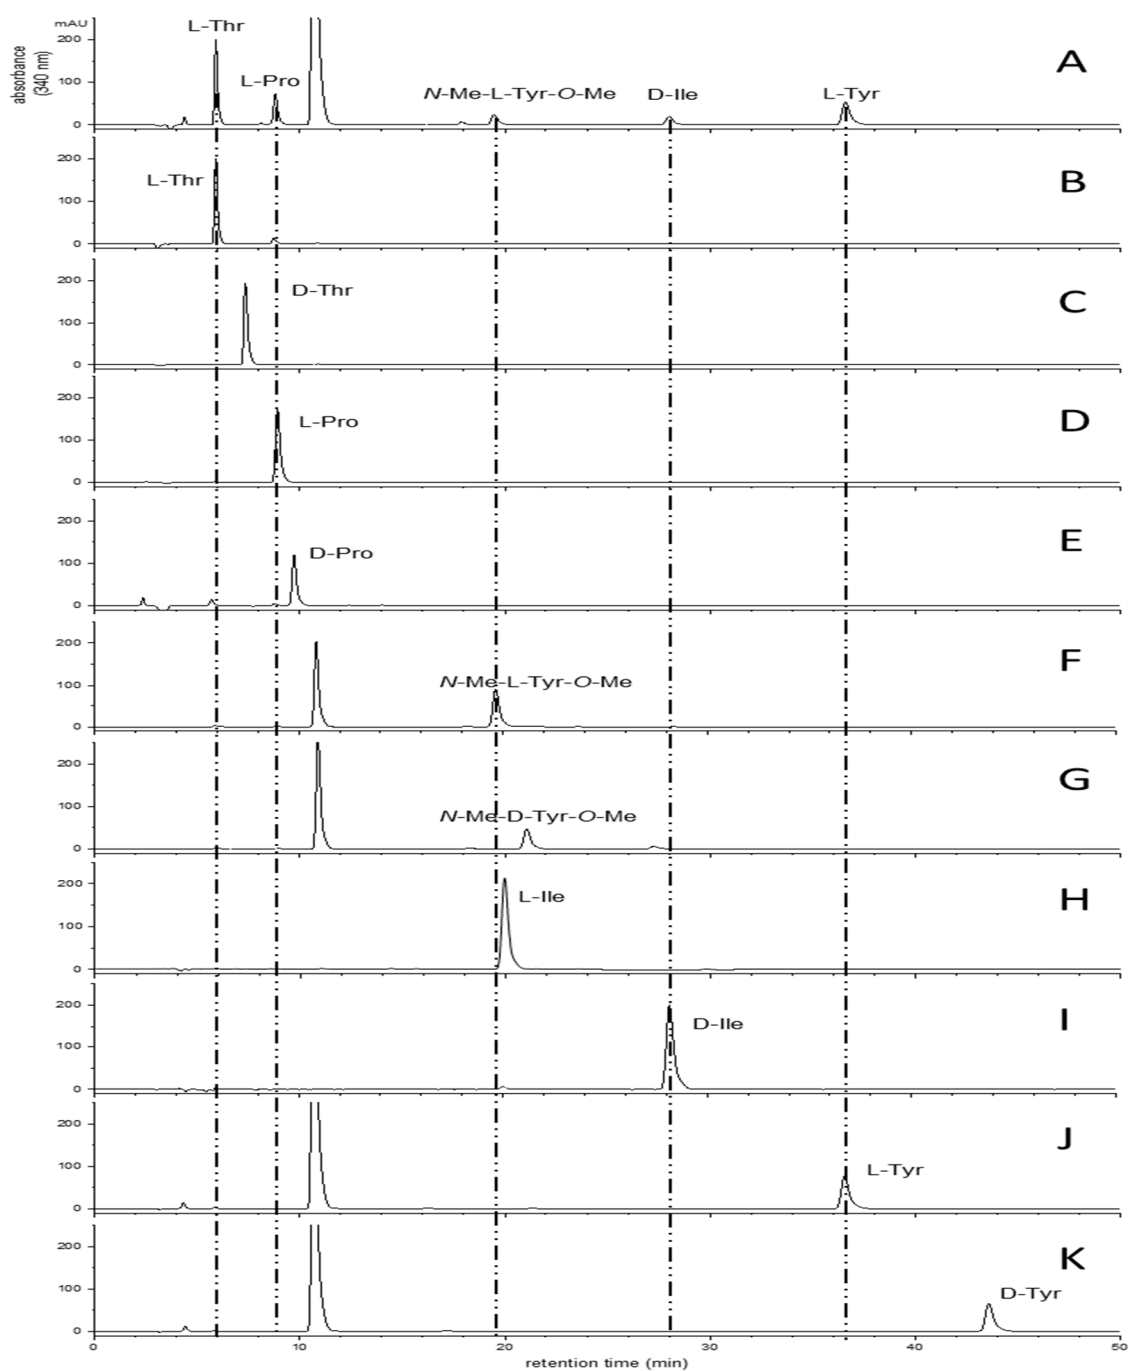 mAU
absorbance
(340 nm)
L-Thr
200
L-Pro
N-Me-L-Tyr-O-Me
D-Ile
L-Tyr
A
100
0
200
L-Thr
B
100
0
200
D-Thr
C
100
0
200
L-Pro
D
100
0
200
D-Pro
E
100
0
200
N-Me-L-Tyr-O-Me
F
100
0
200
N-Me-D-Tyr-O-Me
G
100
0
200
L-Ile
H
100
0
200
D-Ile
I
100
0
200
L-Tyr
J
100
0
200
D-Tyr
K
100
0
0 10 20 30 40 50
retention time (min)